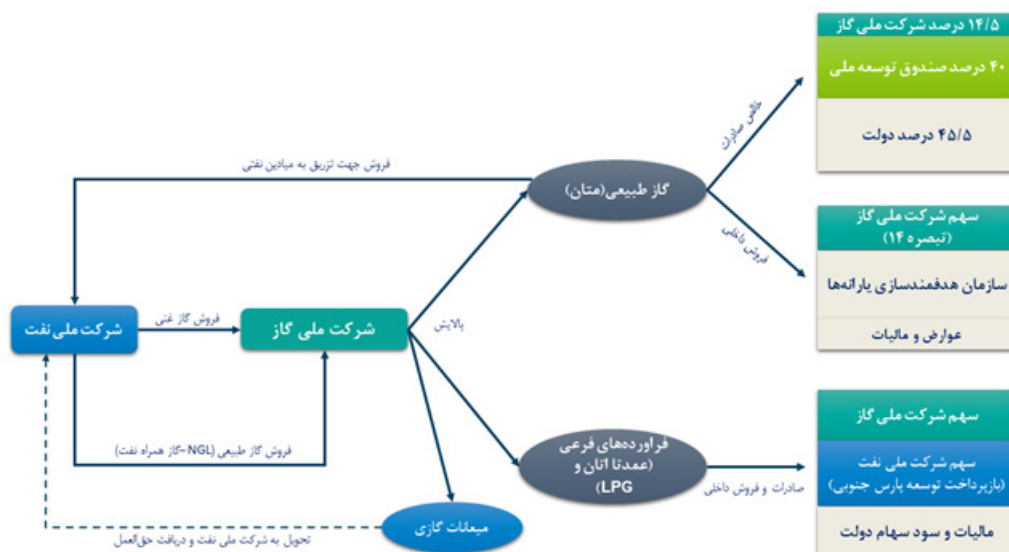 ۱۴/۵ درصد شرکت ملی گاز
۴۰ درصد صندوق توسعه ملی
۴۵/۵ درصد دولت
خالص صادرات
فروش جهت تزریق به میادین نفتی
گاز طبیعی(متان)
فروش داخلی
سهم شرکت ملی گاز
(تبصره ۱۴)
سازمان هدفمندسازی یارانه‌ها
عوارض و مالیات
شرکت ملی نفت
فروش گاز غنی
شرکت ملی گاز
پالایش
فروش گاز طبیعی (NGL-گاز همراه نفت)
فراورده‌های فرعی
(عمدتا اتان و
LPG)
صادرات و فروش داخلی
سهم شرکت ملی گاز
سهم شرکت ملی نفت
(بازپرداخت توسعه پارس جنوبی)
مالیات و سود سهام دولت
میعانات گازی
تحویل به شرکت ملی نفت و دریافت حق‌العمل